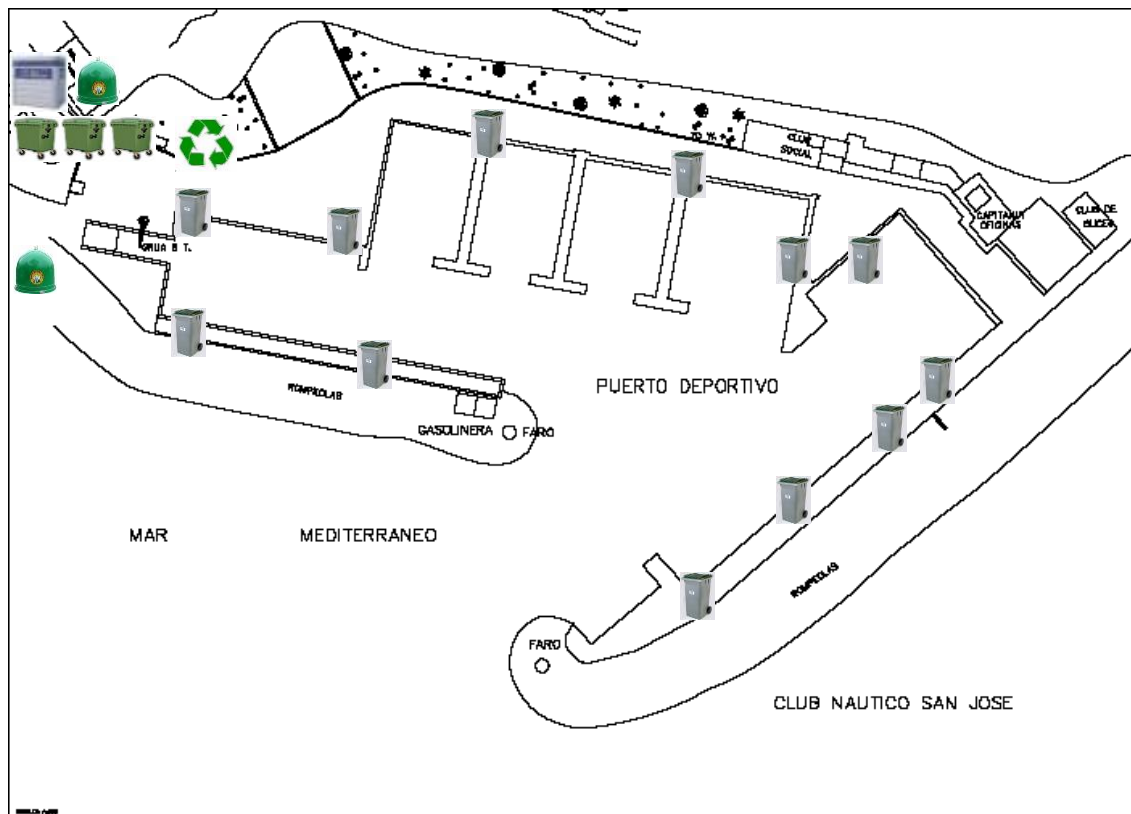 CLUB
SOCIAL
CAPITANIA
OFICINAS
CLUB DE
BUCEO
GRUA 8 T.
PUERTO DEPORTIVO
ROMPEOLAS
GASOLINERA
FARO
MAR
MEDITERRANEO
ROMPEOLAS
FARO
CLUB NAUTICO SAN JOSE